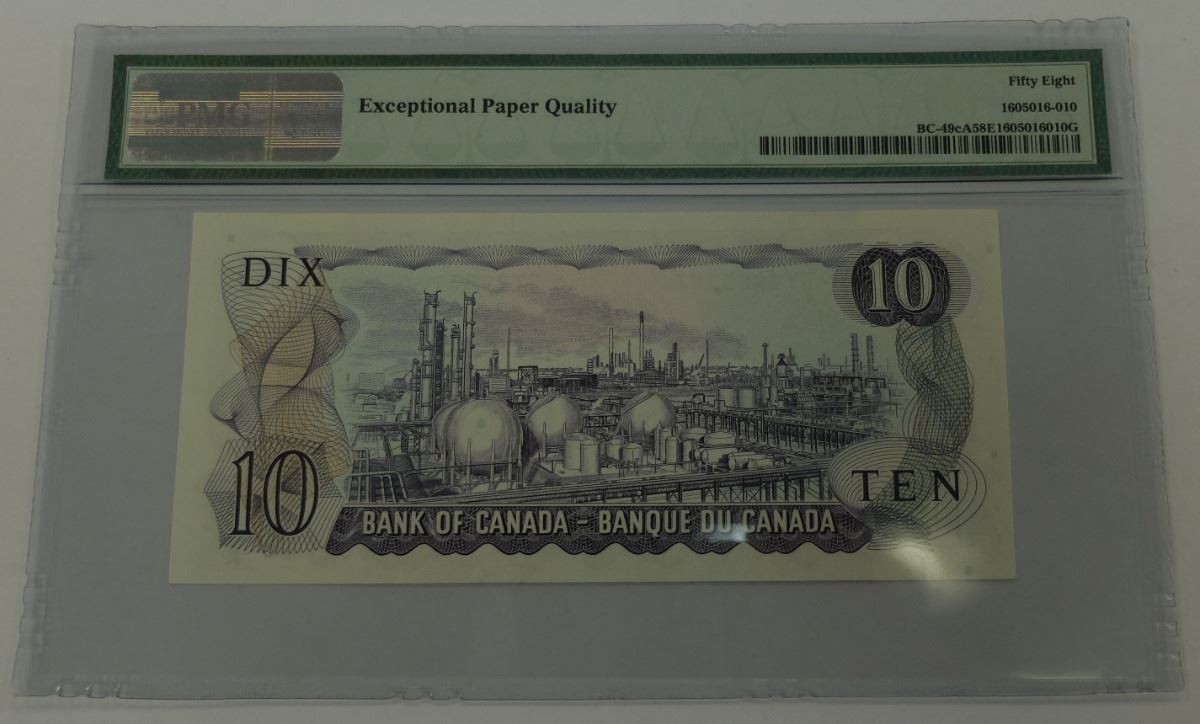 PMG
Exceptional Paper Quality
Fifty Eight
1605016-010
BC-49cA58E1605016010G
DIX
10
10
TEN
BANK OF CANADA - BANQUE DU CANADA